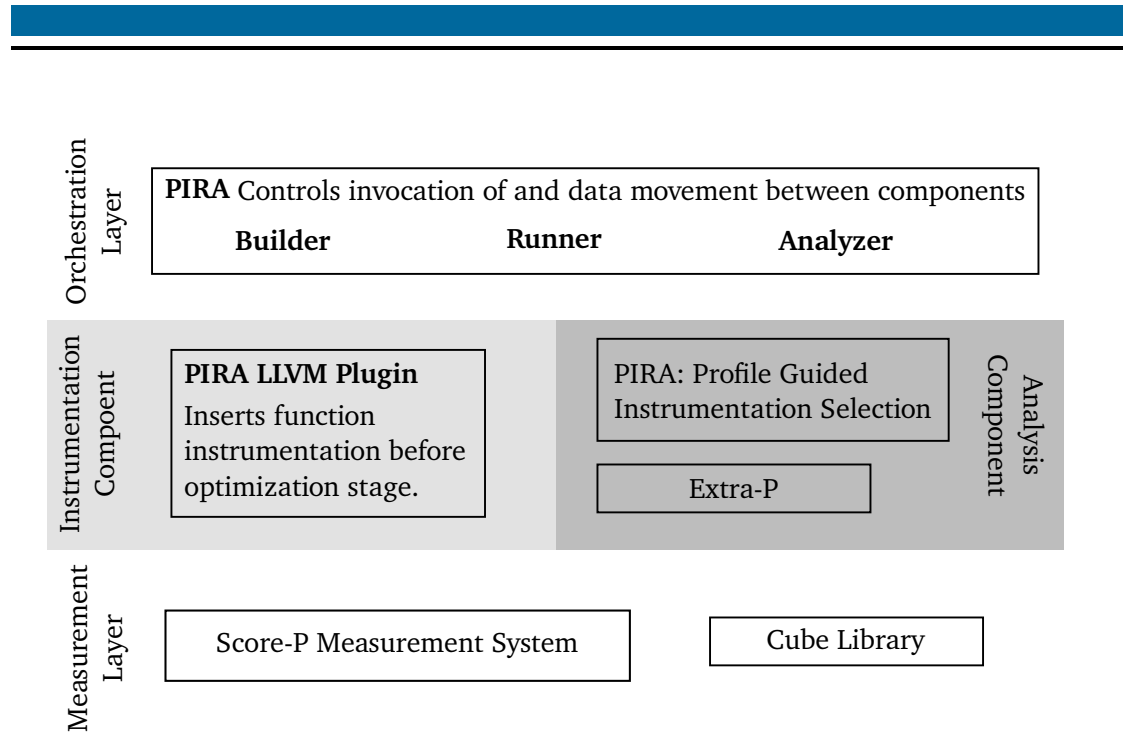 Orchestration
Layer
PIRA Controls invocation of and data movement between components
Builder Runner Analyzer
Instrumentation
Compoent
PIRA LLVM Plugin
Inserts function
instrumentation before
optimization stage.
PIRA: Profile Guided
Instrumentation Selection
Extra-P
Analysis
Component
Measurement
Layer
Score-P Measurement System
Cube Library